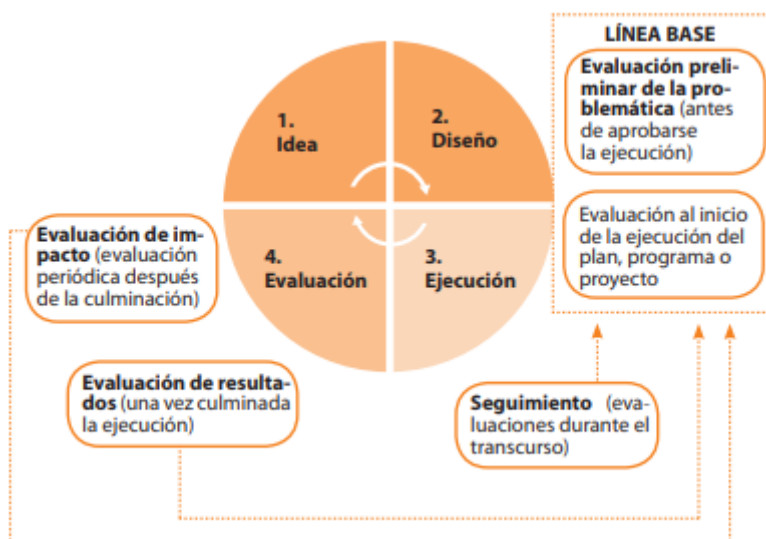 LÍNEA BASE
Evaluación preli-
minar de la pro-
blemática (antes
de aprobarse
la ejecución)
1.
Idea
2.
Diseño
Evaluación al inicio
de la ejecución del
plan, programa o
proyecto
Evaluación de im-
pacto (evaluación
periódica después
de la culminación)
4.
Evaluación
3.
Ejecución
Evaluación de resulta-
dos (una vez culminada
la ejecución)
Seguimiento (eva-
luaciones durante el
transcurso)